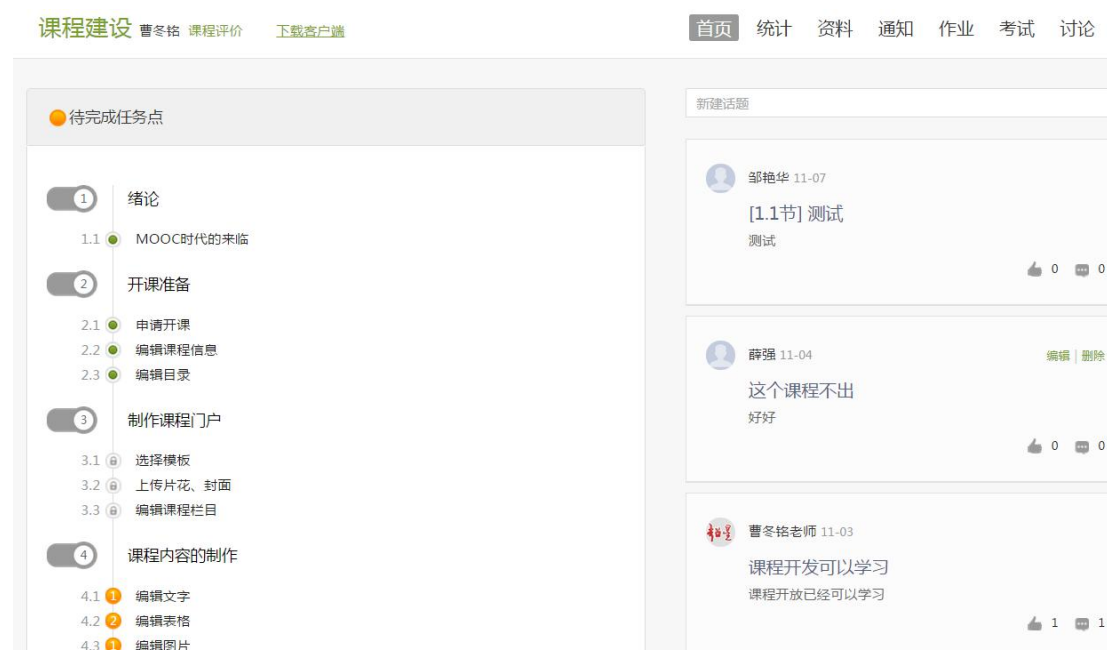 课程建设 曹冬铭 课程评价 下载客户端
首页 统计 资料 通知 作业 考试 讨论
待完成任务点
1 绪论
1.1 MOOC时代的来临
2 开课准备
2.1 申请开课
2.2 编辑课程信息
2.3 编辑目录
3 制作课程门户
3.1 选择模板
3.2 上传片花、封面
3.3 编辑课程栏目
4 课程内容的制作
4.1 1 编辑文字
4.2 2 编辑表格
4.3 1 编辑图片
新建话题
邹艳华 11-07
[1.1节] 测试
测试
0 0
薛强 11-04 编辑 | 删除
这个课程不出
好好
0 0
曹冬铭老师 11-03
课程开发可以学习
课程开放已经可以学习
1 1